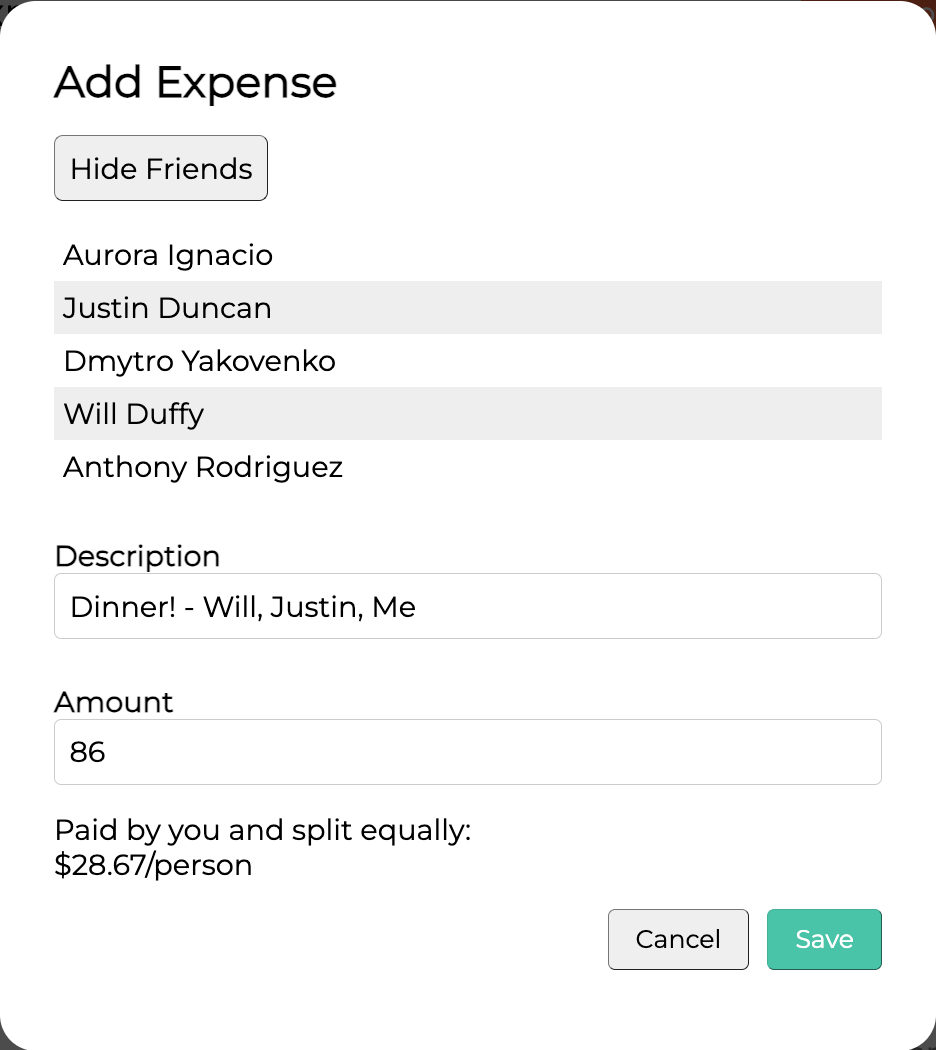 Add Expense
Hide Friends
Aurora Ignacio
Justin Duncan
Dmytro Yakovenko
Will Duffy
Anthony Rodriguez
Description
Dinner! - Will, Justin, Me
Amount
86
Paid by you and split equally:
$28.67/person
Cancel
Save